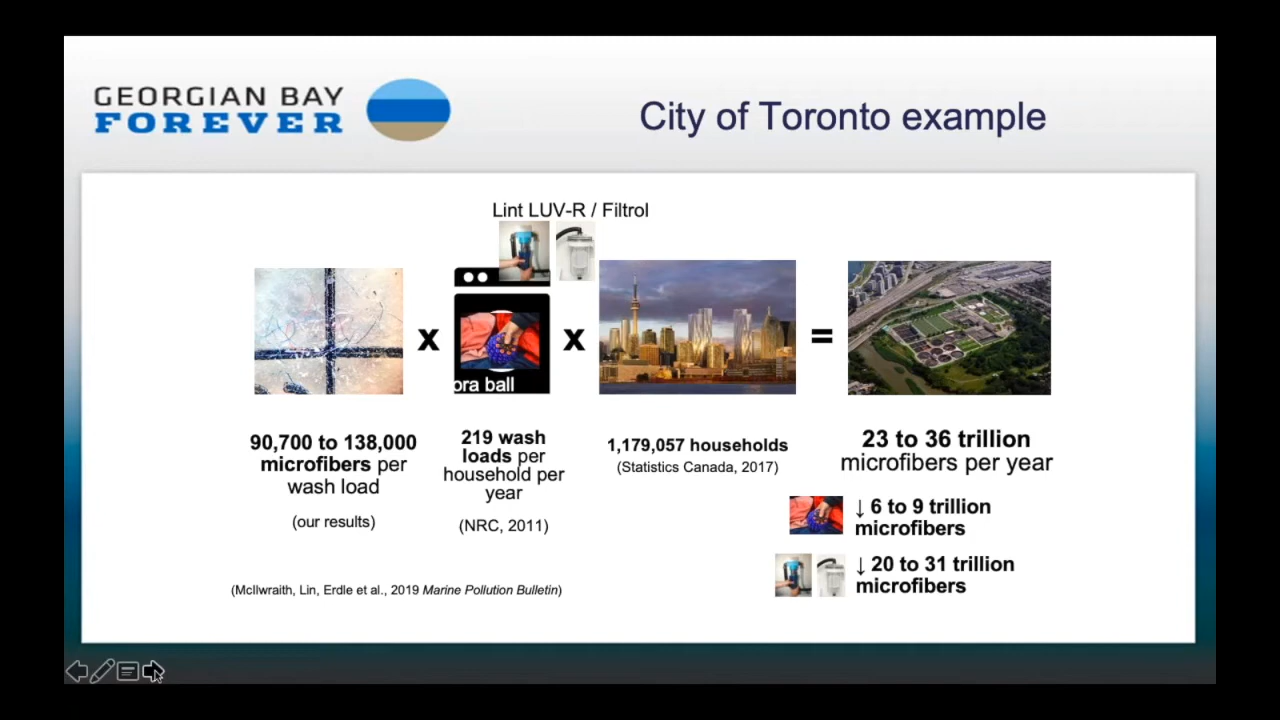 GEORGIAN BAY
FOREVER
City of Toronto example
Lint LUV-R / Filtrol
x
x
=
ora ball
90,700 to 138,000
microfibers per
wash load
(our results)
219 wash
loads per
household per
year
(NRC, 2011)
1,179,057 households
(Statistics Canada, 2017)
23 to 36 trillion
microfibers per year
↓ 6 to 9 trillion
microfibers
↓ 20 to 31 trillion
microfibers
(McIlwraith, Lin, Erdle et al., 2019 Marine Pollution Bulletin)